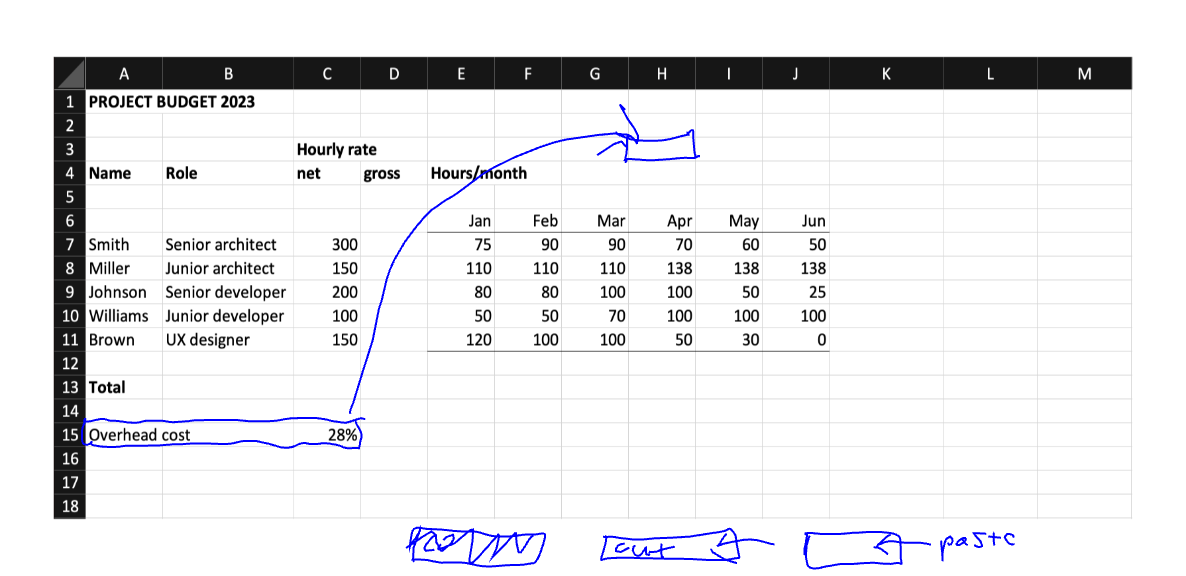 A B C D E F G H I J K L M
1 PROJECT BUDGET 2023
2
3 Hourly rate
4 Name Role net gross Hours/month
5
6 Jan Feb Mar Apr May Jun
7 Smith Senior architect 300 75 90 90 70 60 50
8 Miller Junior architect 150 110 110 110 138 138 138
9 Johnson Senior developer 200 80 80 100 100 50 25
10 Williams Junior developer 100 50 50 70 100 100 100
11 Brown UX designer 150 120 100 100 50 30 0
12
13 Total
14
15 Overhead cost 28%
16
17
18
cut paste